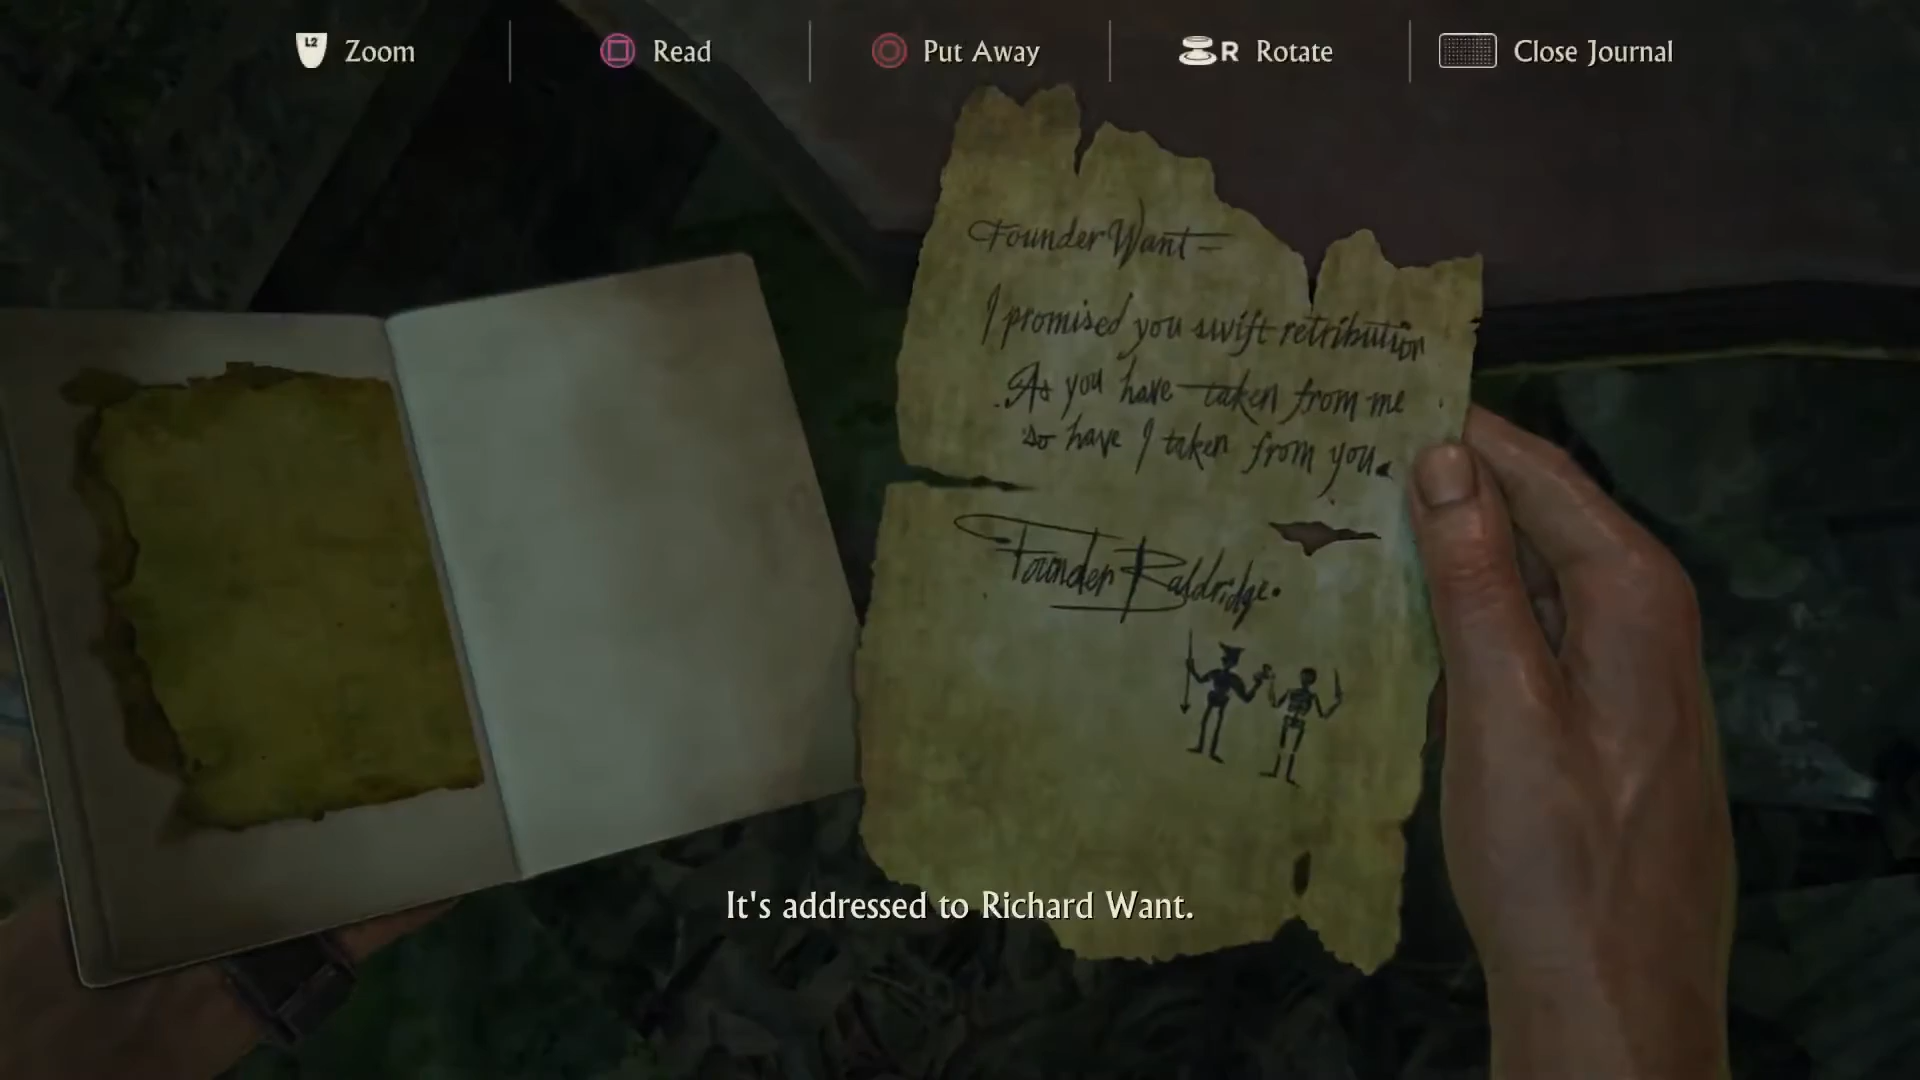 L2 Zoom
Read
Put Away
R Rotate
Close Journal
Founder Want —
I promised you swift retribution
As you have taken from me
so have I taken from you.
Founder Baldridge.
It's addressed to Richard Want.